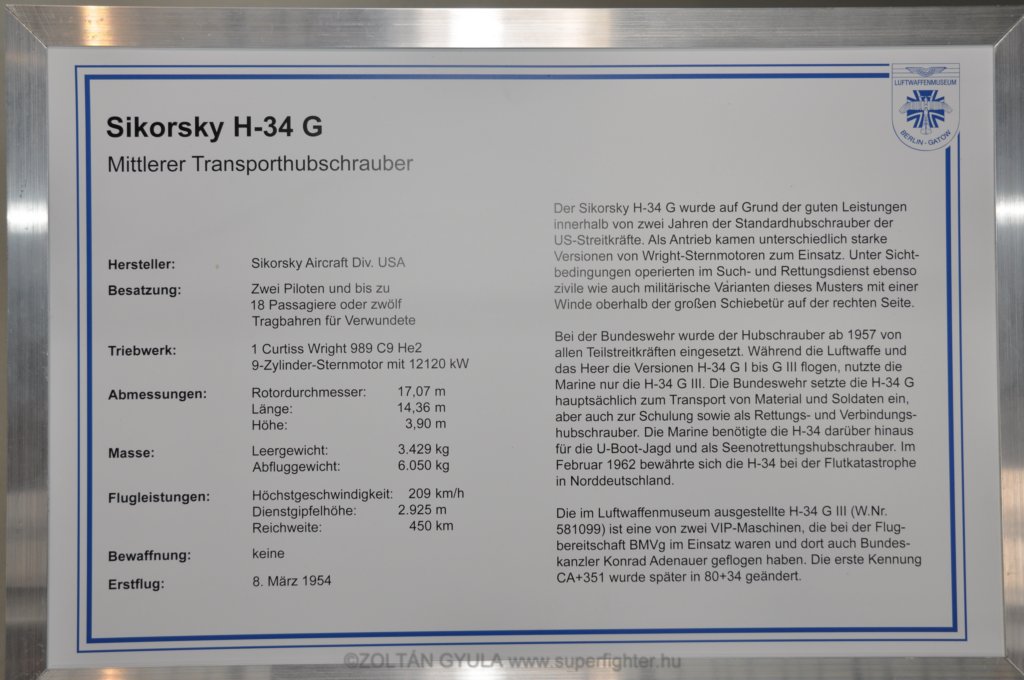 LUFTWAFFENMUSEUM
BERLIN - GATOW
Sikorsky H-34 G
Mittlerer Transporthubschrauber
Hersteller: Sikorsky Aircraft Div. USA
Besatzung: Zwei Piloten und bis zu
18 Passagiere oder zwölf
Tragbahren für Verwundete
Triebwerk: 1 Curtiss Wright 989 C9 He2
9-Zylinder-Sternmotor mit 12120 kW
Abmessungen: Rotordurchmesser: 17,07 m
Länge: 14,36 m
Höhe: 3,90 m
Masse: Leergewicht: 3.429 kg
Abfluggewicht: 6.050 kg
Flugleistungen: Höchstgeschwindigkeit: 209 km/h
Dienstgipfelhöhe: 2.925 m
Reichweite: 450 km
Bewaffnung: keine
Erstflug: 8. März 1954
Der Sikorsky H-34 G wurde auf Grund der guten Leistungen
innerhalb von zwei Jahren der Standardhubschrauber der
US-Streitkräfte. Als Antrieb kamen unterschiedlich starke
Versionen von Wright-Sternmotoren zum Einsatz. Unter Sicht-
bedingungen operierten im Such- und Rettungsdienst ebenso
zivile wie auch militärische Varianten dieses Musters mit einer
Winde oberhalb der großen Schiebetür auf der rechten Seite.
Bei der Bundeswehr wurde der Hubschrauber ab 1957 von
allen Teilstreitkräften eingesetzt. Während die Luftwaffe und
das Heer die Versionen H-34 G I bis G III flogen, nutzte die
Marine nur die H-34 G III. Die Bundeswehr setzte die H-34 G
hauptsächlich zum Transport von Material und Soldaten ein,
aber auch zur Schulung sowie als Rettungs- und Verbindungs-
hubschrauber. Die Marine benötigte die H-34 darüber hinaus
für die U-Boot-Jagd und als Seenotrettungshubschrauber. Im
Februar 1962 bewährte sich die H-34 bei der Flutkatastrophe
in Norddeutschland.
Die im Luftwaffenmuseum ausgestellte H-34 G III (W.Nr.
581099) ist eine von zwei VIP-Maschinen, die bei der Flug-
bereitschaft BMVg im Einsatz waren und dort auch Bundes-
kanzler Konrad Adenauer geflogen haben. Die erste Kennung
CA+351 wurde später in 80+34 geändert.
©ZOLTÁN GYULA www.superfighter.hu